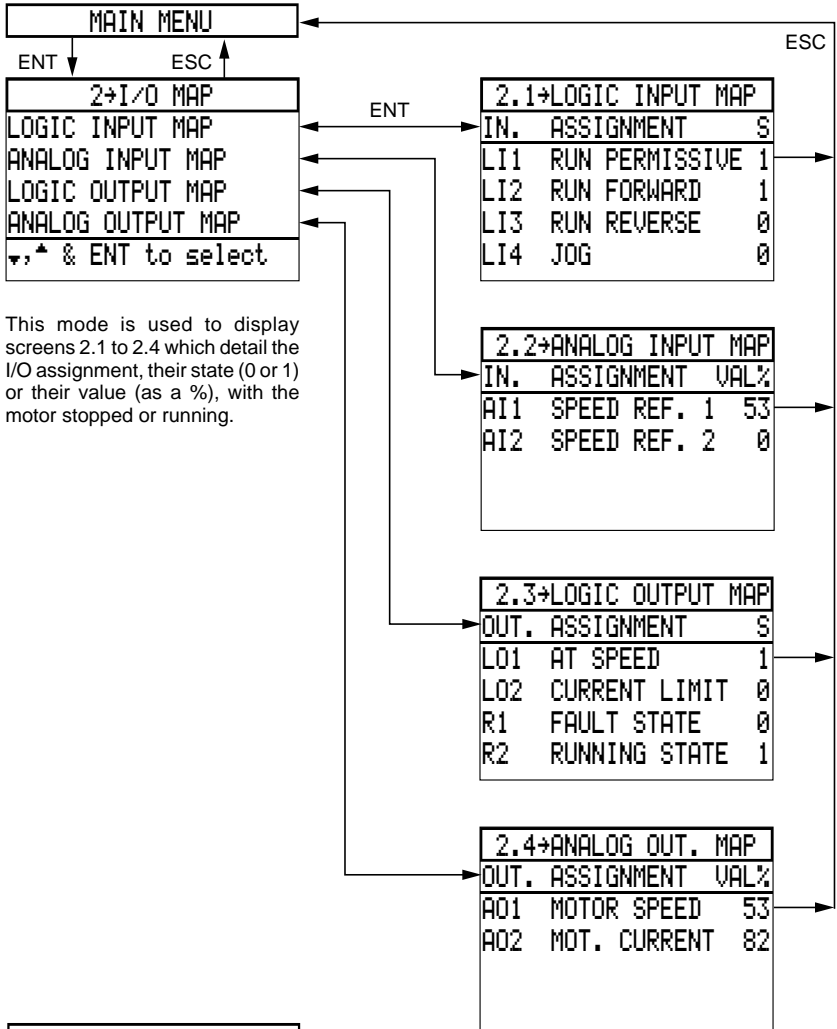 MAIN MENU
ESC
ENT
ESC
2→I/O MAP
LOGIC INPUT MAP
ANALOG INPUT MAP
LOGIC OUTPUT MAP
ANALOG OUTPUT MAP
▼,▲ & ENT to select
This mode is used to display
screens 2.1 to 2.4 which detail the
I/O assignment, their state (0 or 1)
or their value (as a %), with the
motor stopped or running.
ENT
2.1→LOGIC INPUT MAP
IN. ASSIGNMENT S
LI1 RUN PERMISSIVE 1
LI2 RUN FORWARD 1
LI3 RUN REVERSE 0
LI4 JOG 0
2.2→ANALOG INPUT MAP
IN. ASSIGNMENT VAL%
AI1 SPEED REF. 1 53
AI2 SPEED REF. 2 0
2.3→LOGIC OUTPUT MAP
OUT. ASSIGNMENT S
LO1 AT SPEED 1
LO2 CURRENT LIMIT 0
R1 FAULT STATE 0
R2 RUNNING STATE 1
2.4→ANALOG OUT. MAP
OUT. ASSIGNMENT VAL%
AO1 MOTOR SPEED 53
AO2 MOT. CURRENT 82